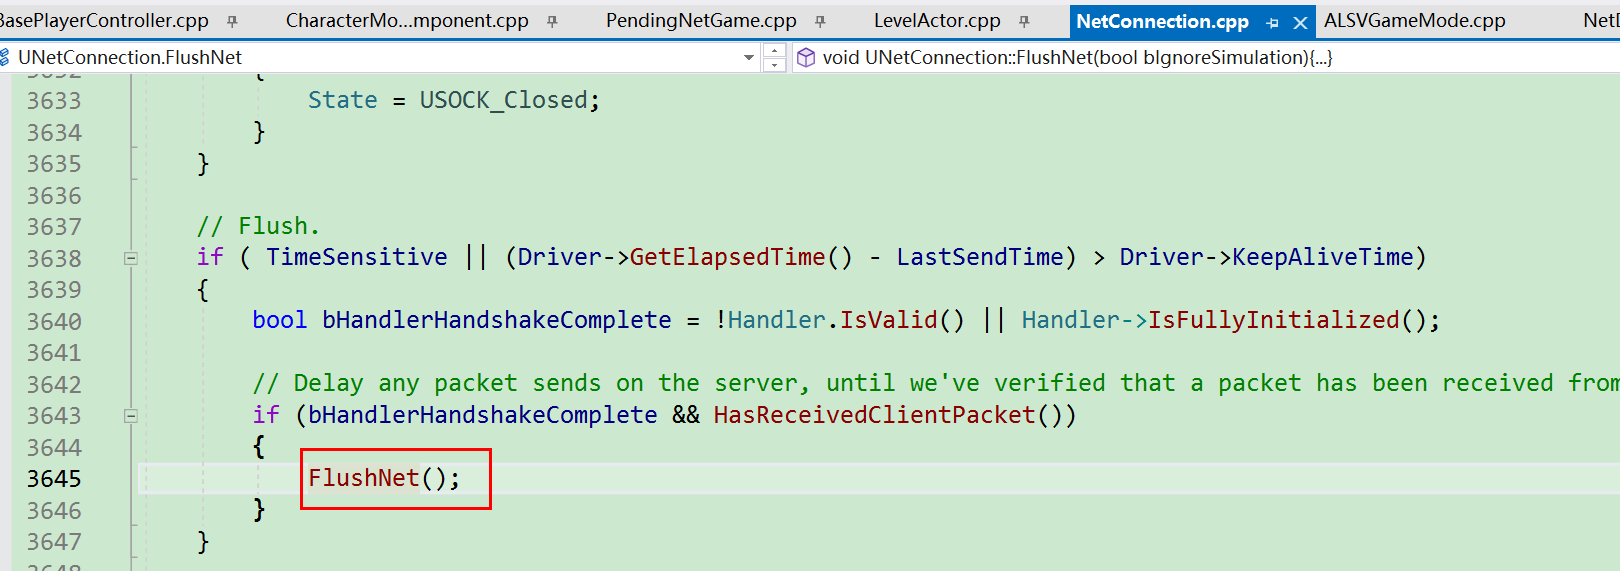 BasePlayerController.cpp CharacterMo...mponent.cpp PendingNetGame.cpp LevelActor.cpp NetConnection.cpp ALSVGameMode.cpp
UNetConnection.FlushNet void UNetConnection::FlushNet(bool bIgnoreSimulation){...}
3632 {
3633 State = USOCK_Closed;
3634 }
3635 }
3636
3637 // Flush.
3638 if ( TimeSensitive || (Driver->GetElapsedTime() - LastSendTime) > Driver->KeepAliveTime)
3639 {
3640 bool bHandlerHandshakeComplete = !Handler.IsValid() || Handler->IsFullyInitialized();
3641
3642 // Delay any packet sends on the server, until we've verified that a packet has been received from
3643 if (bHandlerHandshakeComplete && HasReceivedClientPacket())
3644 {
3645 FlushNet();
3646 }
3647 }
3648